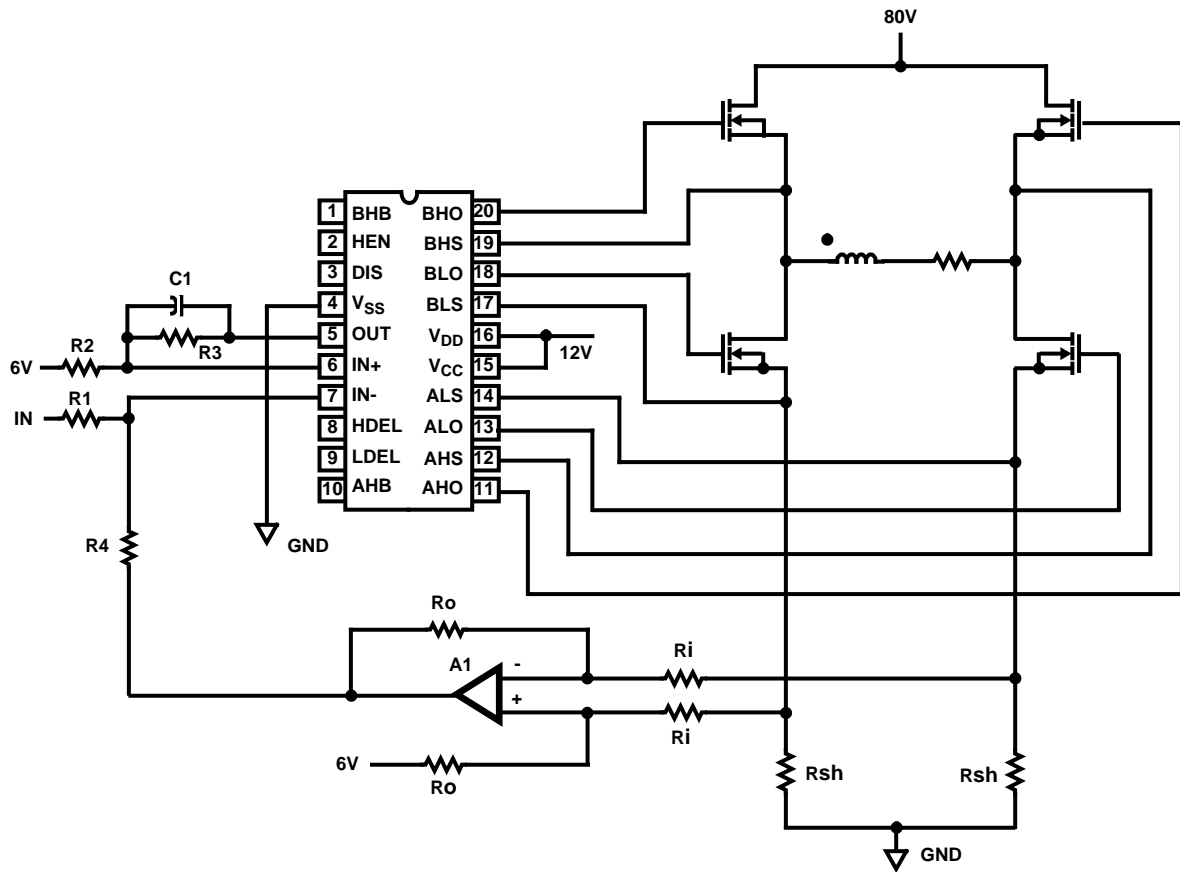 80V
1 BHB BHO 20
2 HEN BHS 19
3 DIS BLO 18
4 VSS BLS 17
5 OUT VDD 16
6 IN+ VCC 15
7 IN- ALS 14
8 HDEL ALO 13
9 LDEL AHS 12
10 AHB AHO 11
C1
R3
R2
6V
R1
IN
12V
R4
GND
Ro
A1
-
+
Ri
Ri
6V
Ro
Rsh
Rsh
GND